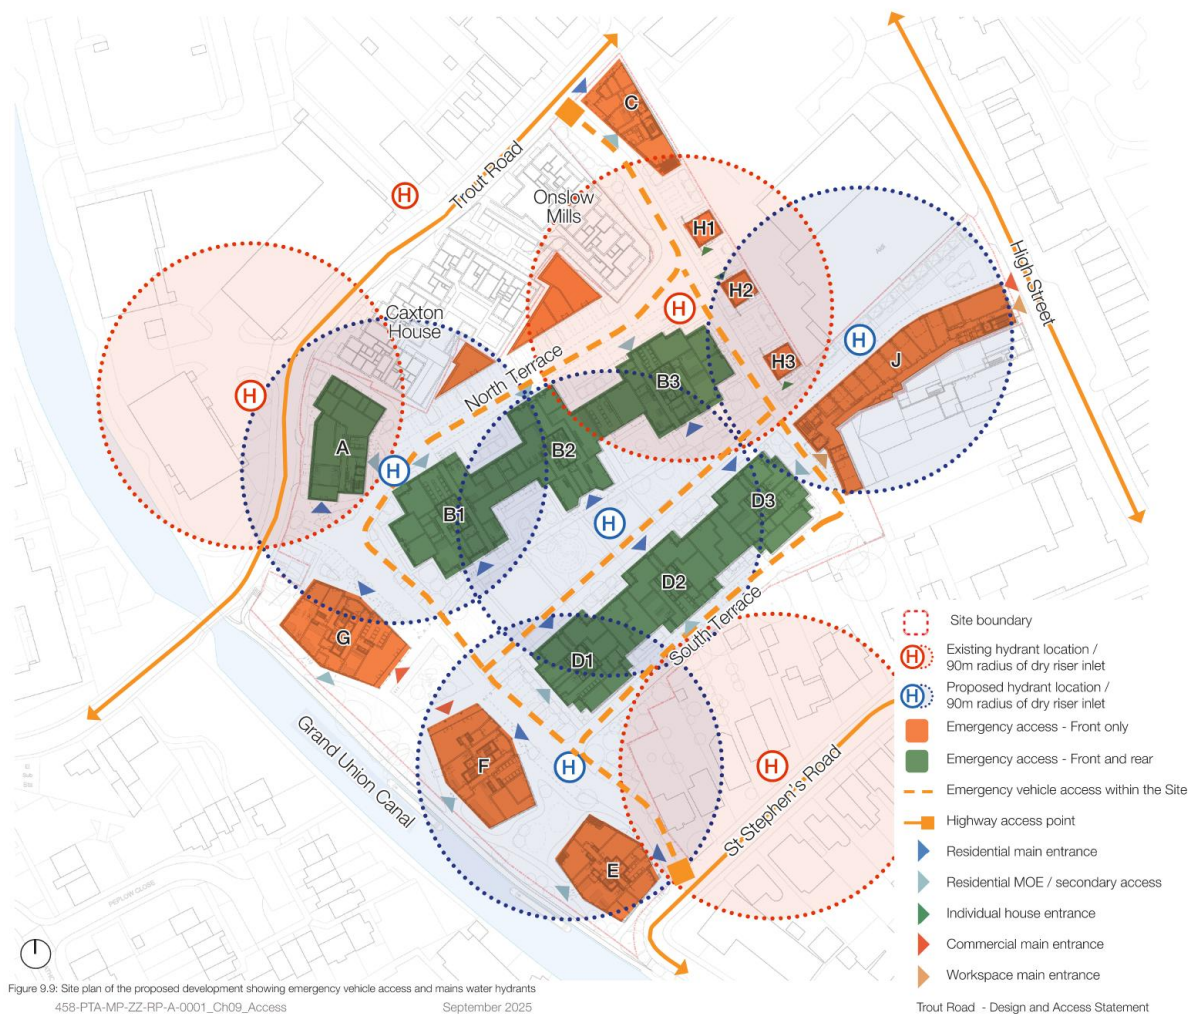 C
H
Trout Road
Onslow
Mills
H1
High Street
H2
H
Caxton
House
H
J
H3
North Terrace
B3
H
A
B2
H
B1
D3
H
D2
South Terrace
Site boundary
G
D1
H
Existing hydrant location /
90m radius of dry riser inlet
H
Proposed hydrant location /
90m radius of dry riser inlet
Emergency access - Front only
Emergency access - Front and rear
F
H
H
Emergency vehicle access within the Site
Grand Union Canal
St Stephen's Road
Highway access point
Residential main entrance
E
Residential MOE / secondary access
PEPLOW CLOSE
Individual house entrance
Commercial main entrance
Workspace main entrance
Figure 9.9: Site plan of the proposed development showing emergency vehicle access and mains water hydrants
458-PTA-MP-ZZ-RP-A-0001_Ch09_Access
September 2025
Trout Road - Design and Access Statement